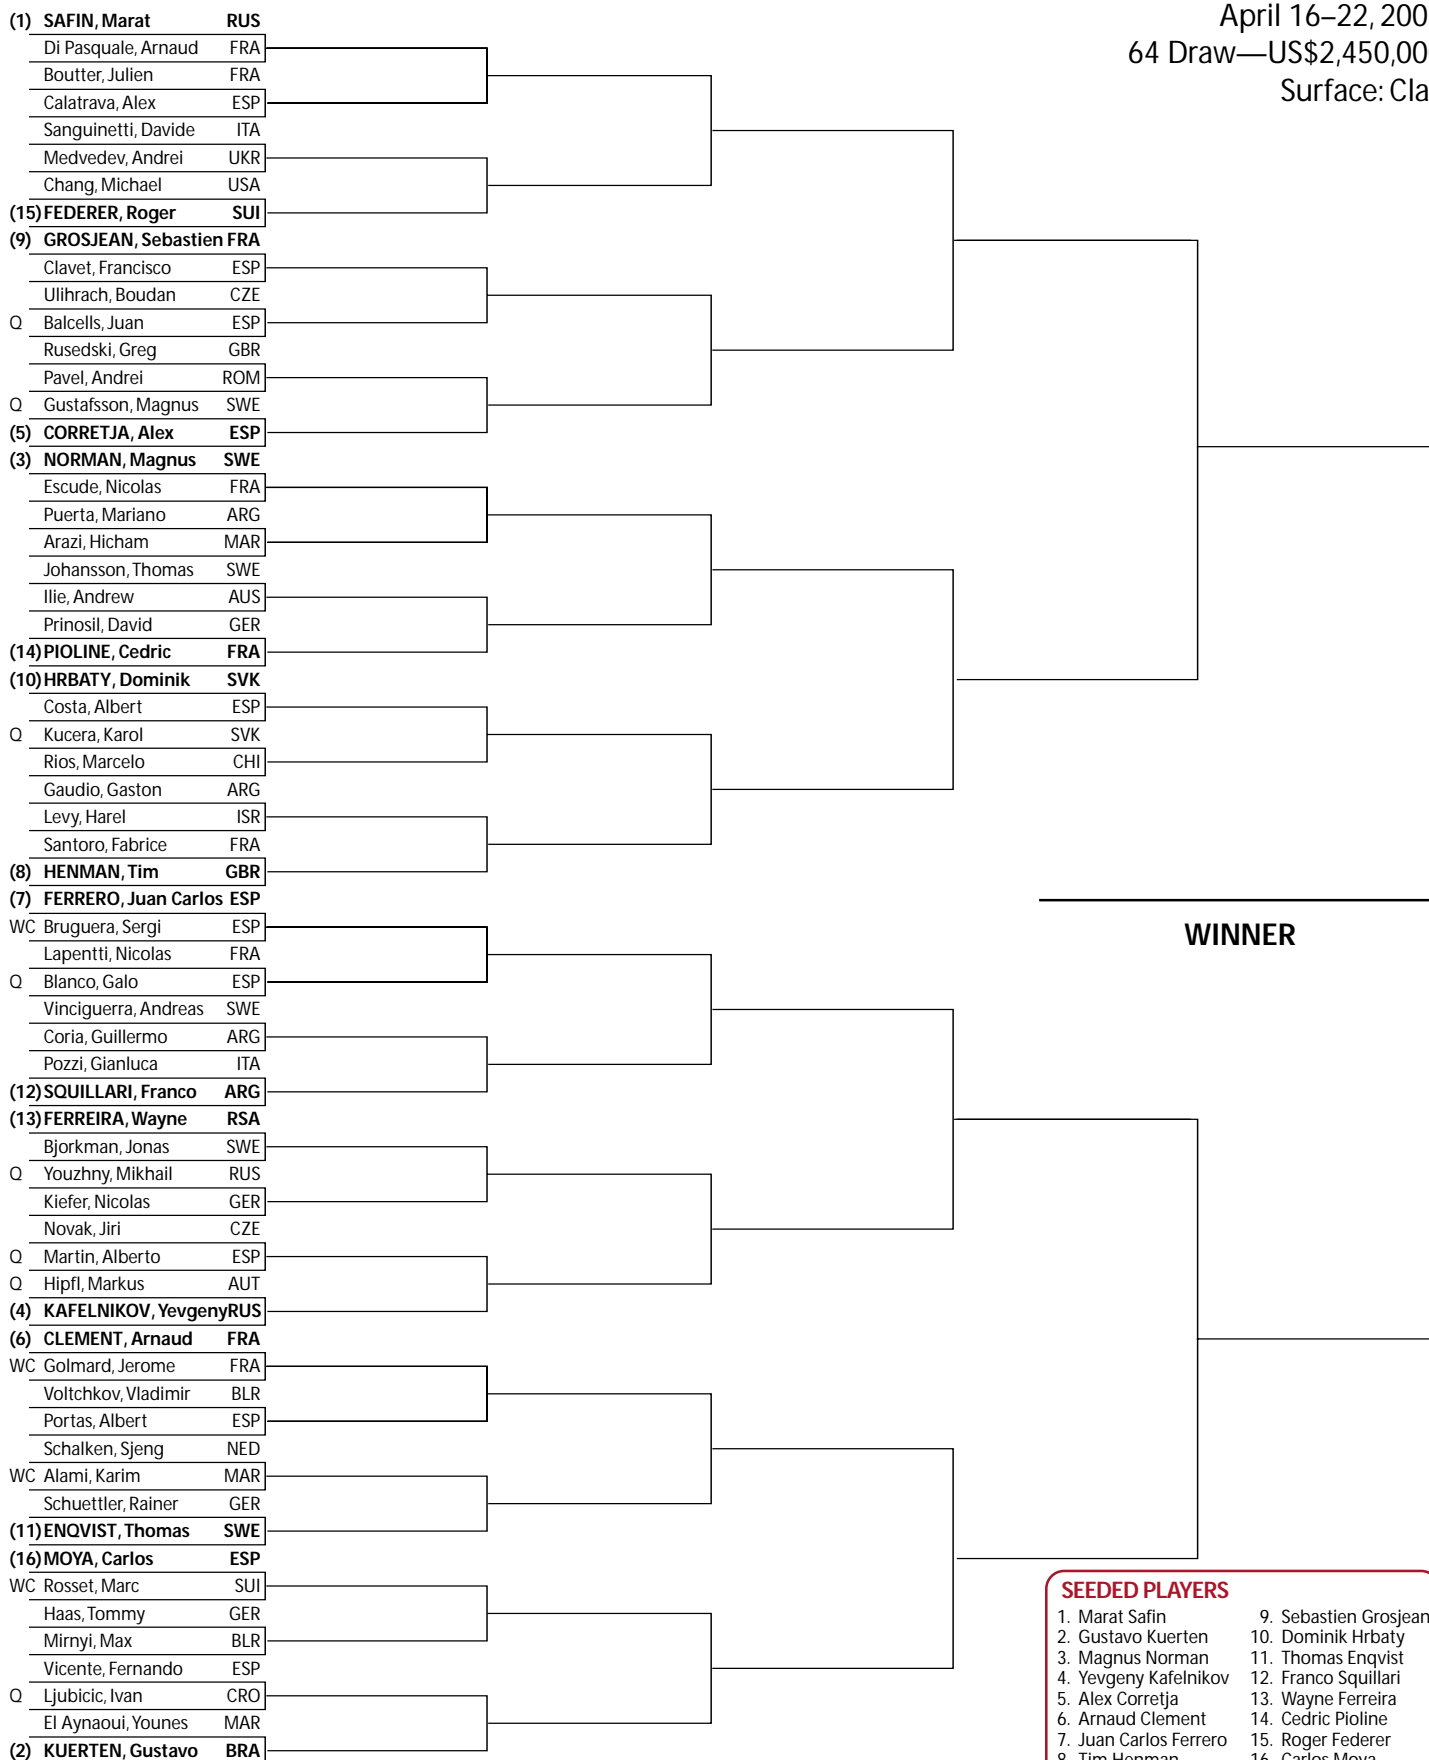 April 16–22, 200
64 Draw—US$2,450,00
Surface: Cla
(1) SAFIN, Marat RUS
Di Pasquale, Arnaud FRA
Boutter, Julien FRA
Calatrava, Alex ESP
Sanguinetti, Davide ITA
Medvedev, Andrei UKR
Chang, Michael USA
(15) FEDERER, Roger SUI
(9) GROSJEAN, Sebastien FRA
Clavet, Francisco ESP
Ulihrach, Boudan CZE
Q Balcells, Juan ESP
Rusedski, Greg GBR
Pavel, Andrei ROM
Q Gustafsson, Magnus SWE
(5) CORRETJA, Alex ESP
(3) NORMAN, Magnus SWE
Escude, Nicolas FRA
Puerta, Mariano ARG
Arazi, Hicham MAR
Johansson, Thomas SWE
Ilie, Andrew AUS
Prinosil, David GER
(14) PIOLINE, Cedric FRA
(10) HRBATY, Dominik SVK
Costa, Albert ESP
Q Kucera, Karol SVK
Rios, Marcelo CHI
Gaudio, Gaston ARG
Levy, Harel ISR
Santoro, Fabrice FRA
(8) HENMAN, Tim GBR
(7) FERRERO, Juan Carlos ESP
WC Bruguera, Sergi ESP
Lapentti, Nicolas FRA
Q Blanco, Galo ESP
Vinciguerra, Andreas SWE
Coria, Guillermo ARG
Pozzi, Gianluca ITA
(12) SQUILLARI, Franco ARG
(13) FERREIRA, Wayne RSA
Bjorkman, Jonas SWE
Q Youzhny, Mikhail RUS
Kiefer, Nicolas GER
Novak, Jiri CZE
Q Martin, Alberto ESP
Q Hipfl, Markus AUT
(4) KAFELNIKOV, Yevgeny RUS
(6) CLEMENT, Arnaud FRA
WC Golmard, Jerome FRA
Voltchkov, Vladimir BLR
Portas, Albert ESP
Schalken, Sjeng NED
WC Alami, Karim MAR
Schuettler, Rainer GER
(11) ENQVIST, Thomas SWE
(16) MOYA, Carlos ESP
WC Rosset, Marc SUI
Haas, Tommy GER
Mirnyi, Max BLR
Vicente, Fernando ESP
Q Ljubicic, Ivan CRO
El Aynaoui, Younes MAR
(2) KUERTEN, Gustavo BRA
WINNER
SEEDED PLAYERS
1. Marat Safin
2. Gustavo Kuerten
3. Magnus Norman
4. Yevgeny Kafelnikov
5. Alex Corretja
6. Arnaud Clement
7. Juan Carlos Ferrero
8. Tim Henman
9. Sebastien Grosjean
10. Dominik Hrbaty
11. Thomas Enqvist
12. Franco Squillari
13. Wayne Ferreira
14. Cedric Pioline
15. Roger Federer
16. Carlos Moya